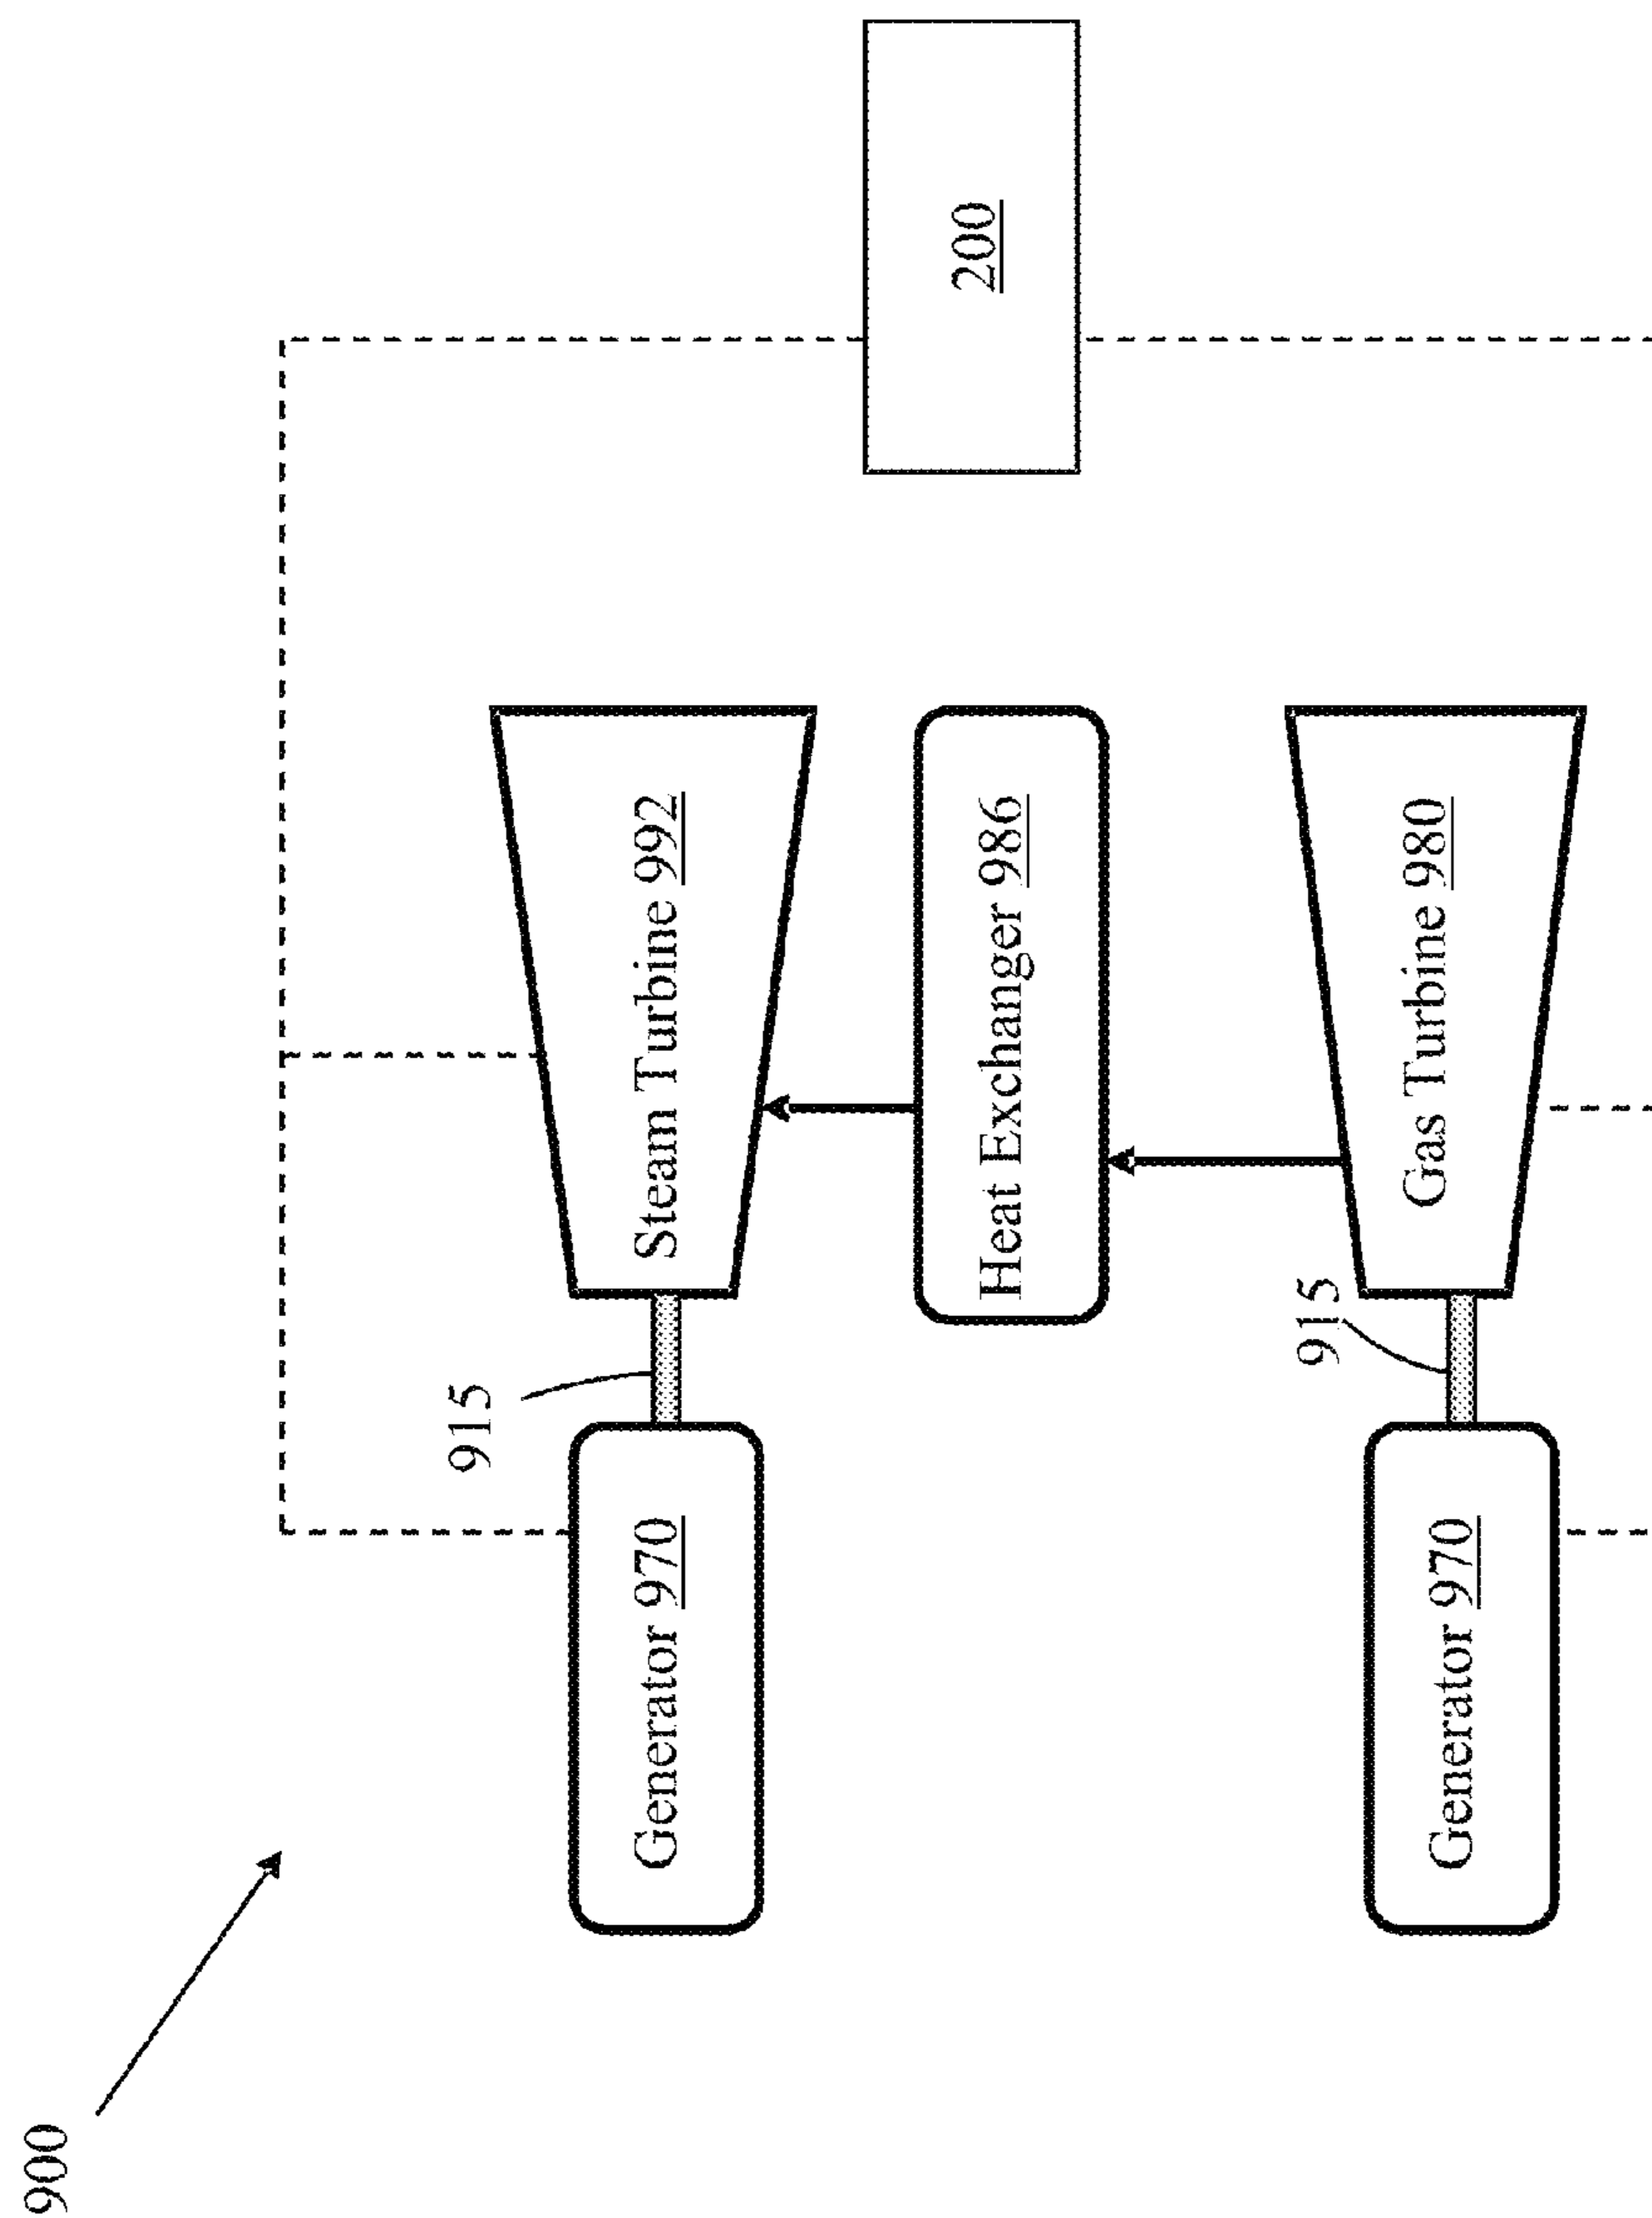 900
915
Generator 970
Steam Turbine 992
Heat Exchanger 986
200
915
Generator 970
Gas Turbine 980